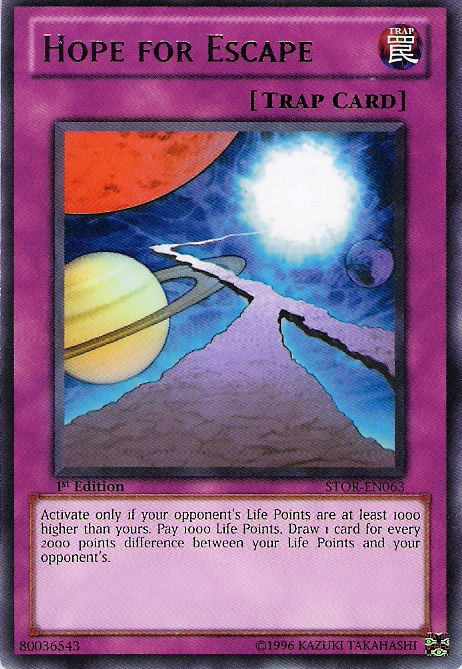 Hope for Escape
TRAP
罠
[Trap Card]
1st Edition
STOR-EN063
Activate only if your opponent's Life Points are at least 1000
higher than yours. Pay 1000 Life Points. Draw 1 card for every
2000 points difference between your Life Points and your
opponent's.
80036543
©1996 KAZUKI TAKAHASHI